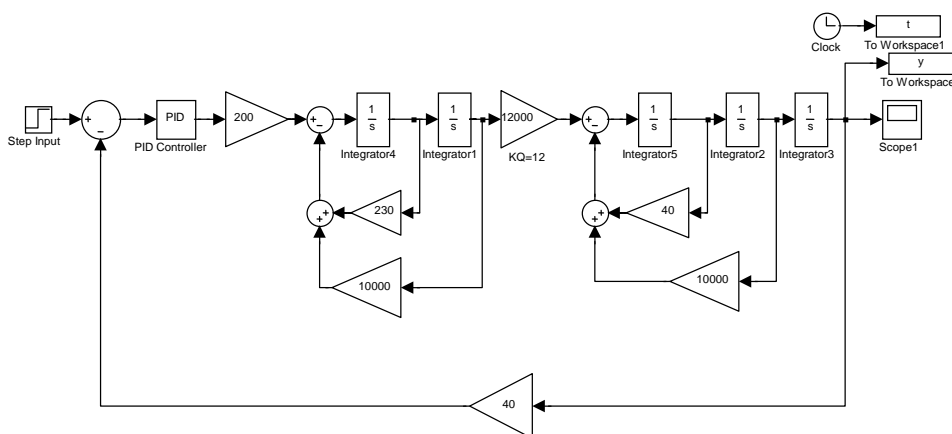 t
Clock
To Workspace1
y
To Workspace
Step Input
PID
PID Controller
200
1
s
Integrator4
1
s
Integrator1
12000
KQ=12
1
s
Integrator5
1
s
Integrator2
1
s
Integrator3
Scope1
230
40
10000
10000
40